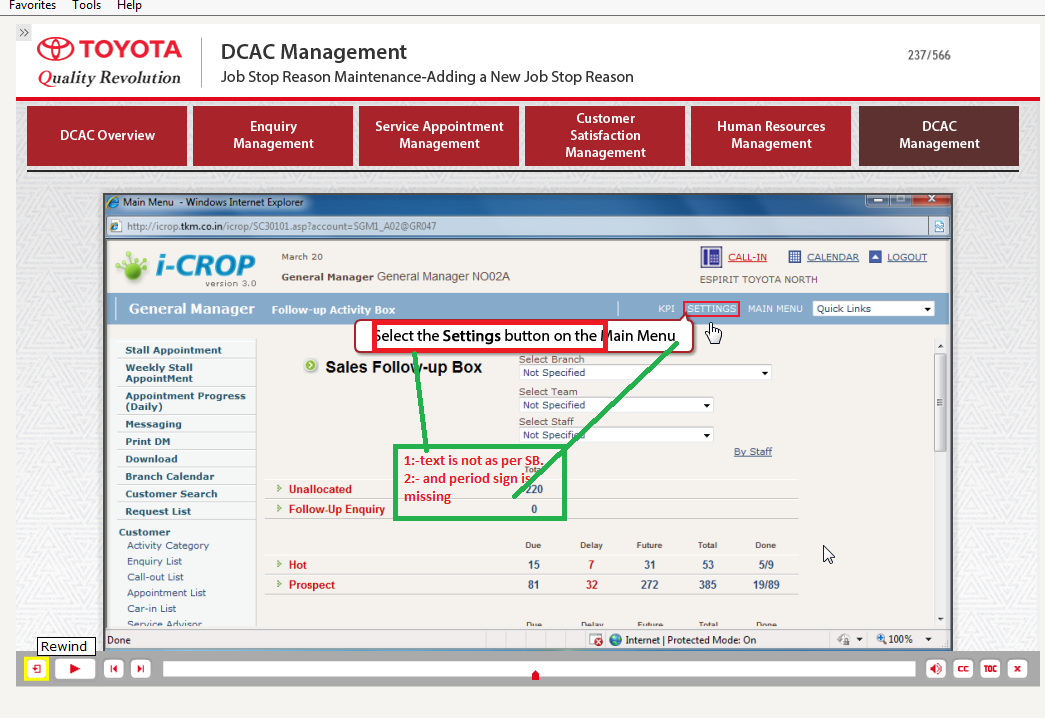 Favorites Tools Help
TOYOTA
Quality Revolution
DCAC Management
Job Stop Reason Maintenance-Adding a New Job Stop Reason
237/566
DCAC Overview
Enquiry
Management
Service Appointment
Management
Customer
Satisfaction
Management
Human Resources
Management
DCAC
Management
Main Menu - Windows Internet Explorer
http://icrop.tkm.co.in/icrop/SC30101.asp?account=SGM1_A02@GR047
i-CROP
version 3.0
March 20
General Manager General Manager NO02A
CALL-IN CALENDAR LOGOUT
ESPIRIT TOYOTA NORTH
General Manager Follow-up Activity Box
KPI SETTINGS MAIN MENU Quick Links
Select the Settings button on the Main Menu
Stall Appointment
Weekly Stall
AppointMent
Appointment Progress
(Daily)
Messaging
Print DM
Download
Branch Calendar
Customer Search
Request List
Customer
Activity Category
Enquiry List
Call-out List
Appointment List
Car-in List
Service Advisor
Sales Follow-up Box
Select Branch
Not Specified
Select Team
Not Specified
Select Staff
Not Specified
By Staff
1:-text is not as per SB.
2:- and period sign is
missing
Total
Unallocated 220
Follow-Up Enquiry 0
Due Delay Future Total Done
Hot 15 7 31 53 5/9
Prospect 81 32 272 385 19/89
Due Delay Future Total Done
Done
Internet | Protected Mode: On
100%
Rewind
CC
TOC